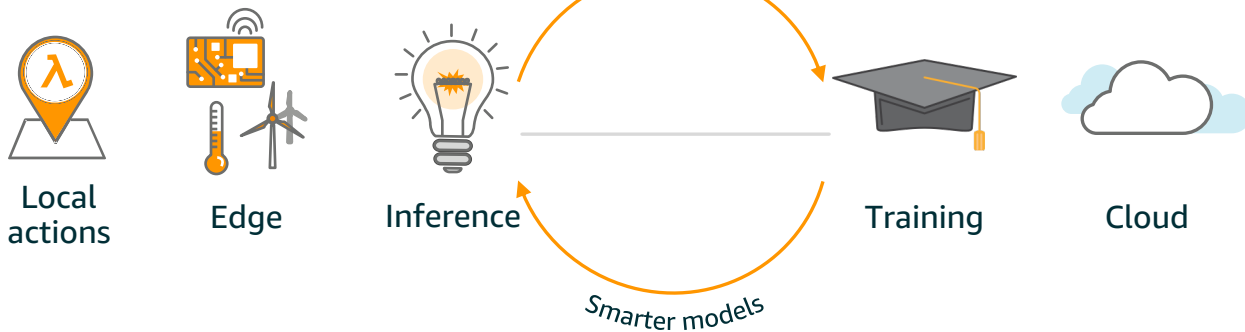 λ
Local
actions
Edge
Inference
Training
Cloud
Smarter models